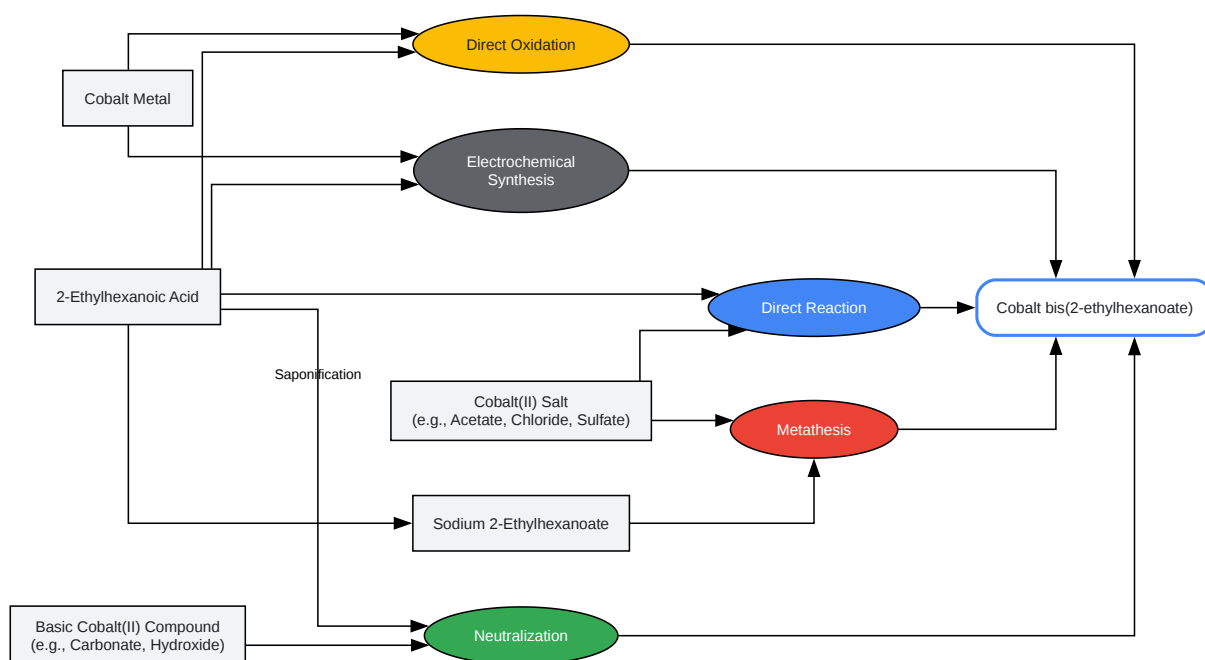 Direct Oxidation
Cobalt Metal
Electrochemical
Synthesis
2-Ethylhexanoic Acid
Direct Reaction
Cobalt bis(2-ethylhexanoate)
Saponification
Cobalt(II) Salt
(e.g., Acetate, Chloride, Sulfate)
Metathesis
Sodium 2-Ethylhexanoate
Basic Cobalt(II) Compound
(e.g., Carbonate, Hydroxide)
Neutralization